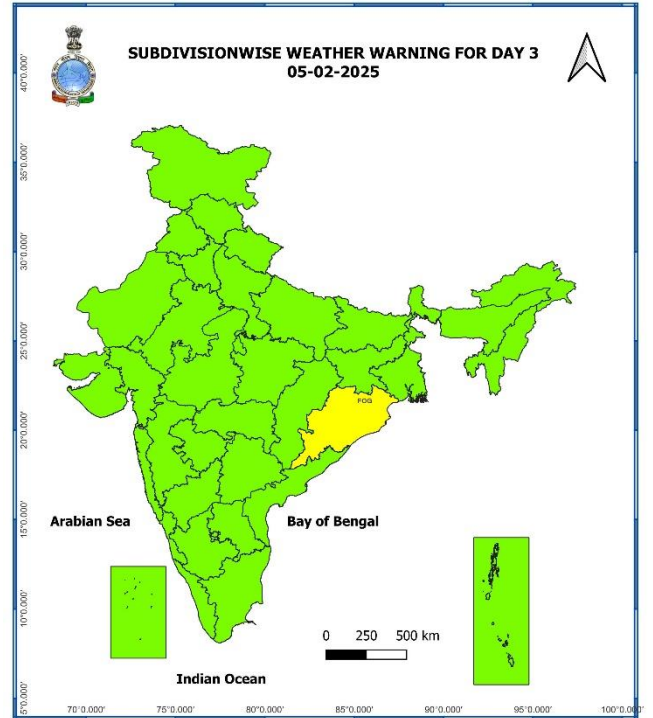 SUBDIVISIONWISE WEATHER WARNING FOR DAY 3
05-02-2025
40°0.000'
35°0.000'
30°0.000'
25°0.000'
20°0.000'
15°0.000'
10°0.000'
5°0.000'
FOG
Arabian Sea
Bay of Bengal
0 250 500 km
Indian Ocean
70°0.000' 75°0.000' 80°0.000' 85°0.000' 90°0.000' 95°0.000' 100°0.000'